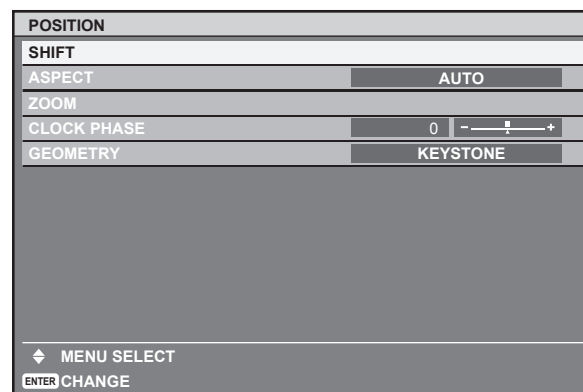 POSITION
SHIFT
ASPECT AUTO
ZOOM
CLOCK PHASE 0 - +
GEOMETRY KEYSTONE
MENU SELECT
ENTER CHANGE